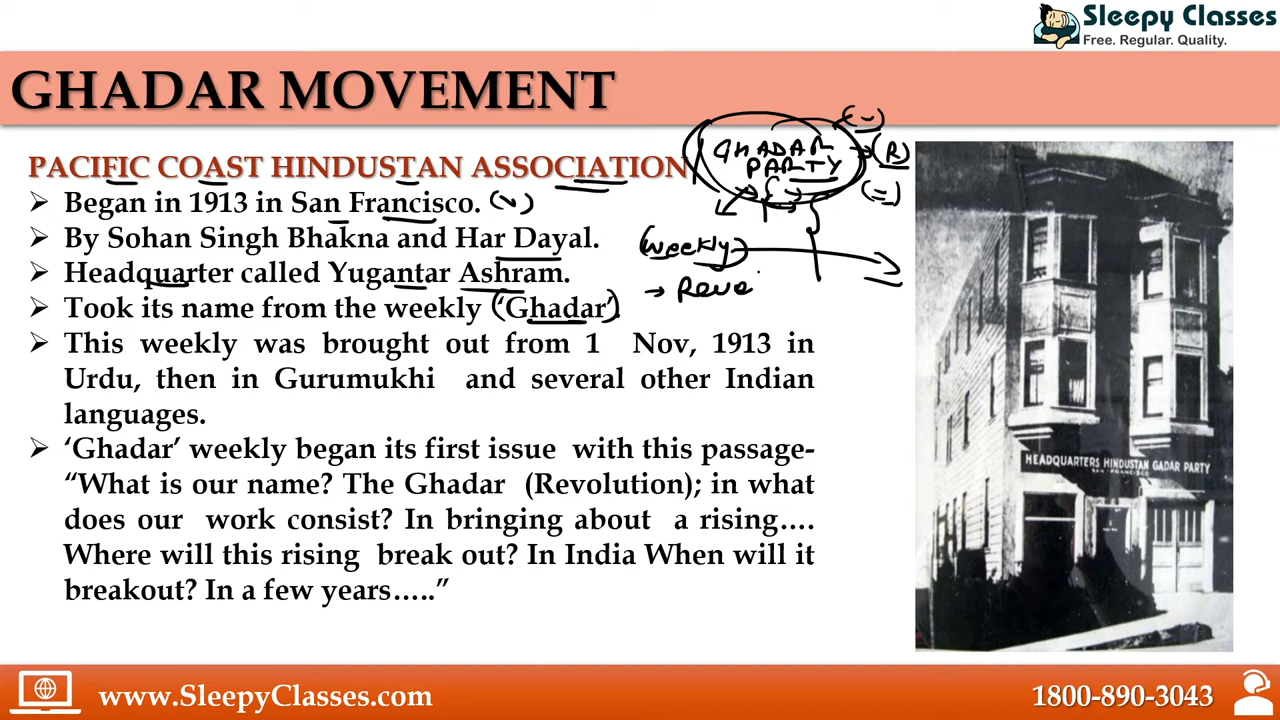 Sleepy Classes
Free. Regular. Quality.
GHADAR MOVEMENT
GHADAR
PARTY
(R)
PACIFIC COAST HINDUSTAN ASSOCIATION
➢ Began in 1913 in San Francisco.
➢ By Sohan Singh Bhakna and Har Dayal.
(weekly)
➢ Headquarter called Yugantar Ashram.
→ Revo
➢ Took its name from the weekly ('Ghadar').
➢ This weekly was brought out from 1 Nov, 1913 in
Urdu, then in Gurumukhi and several other Indian
languages.
➢ ‘Ghadar’ weekly began its first issue with this passage-
“What is our name? The Ghadar (Revolution); in what
does our work consist? In bringing about a rising….
Where will this rising break out? In India When will it
breakout? In a few years…..”
HEADQUARTERS HINDUSTAN GADAR PARTY
SAN FRANCISCO
www.SleepyClasses.com
1800-890-3043